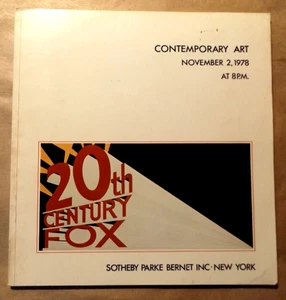 CONTEMPORARY ART
NOVEMBER 2, 1978
AT 8 P.M.
20th
CENTURY
FOX
SOTHEBY PARKE BERNET INC · NEW YORK